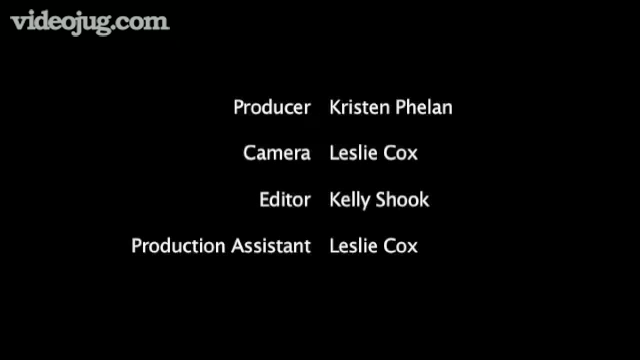 videojug.com
Producer Kristen Phelan
Camera Leslie Cox
Editor Kelly Shook
Production Assistant Leslie Cox